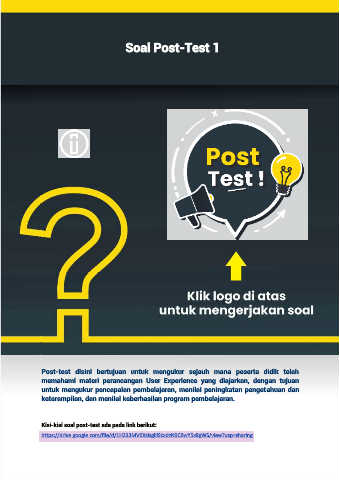 Soal Post-Test 1
Post
Test !
Klik logo di atas
untuk mengerjakan soal
Post-test disini bertujuan untuk mengukur sejauh mana peserta didik telah
memahami materi perancangan User Experience yang diajarkan, dengan tujuan
untuk mengukur pencapaian pembelajaran, menilai peningkatan pengetahuan dan
keterampilan, dan menilai keberhasilan program pembelajaran.
Kisi-kisi soal post-test ada pada link berikut: